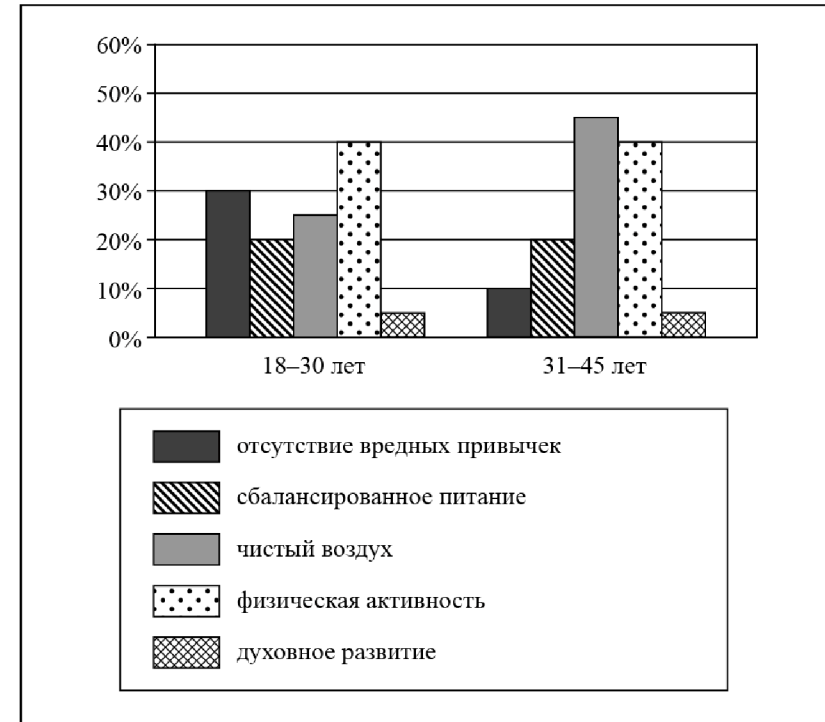 60%
50%
40%
30%
20%
10%
0%
18–30 лет
31–45 лет
отсутствие вредных привычек
сбалансированное питание
чистый воздух
физическая активность
духовное развитие